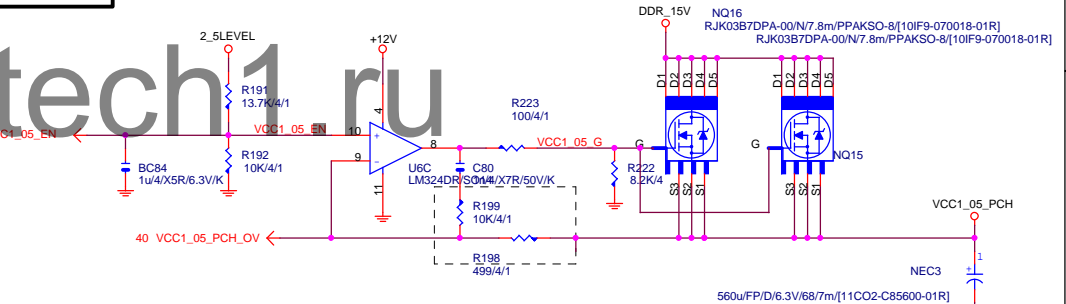 DDR_15V
NQ16
RJK03B7DPA-00/N/7.8m/PPAKSO-8/[10IF9-070018-01R]
RJK03B7DPA-00/N/7.8m/PPAKSO-8/[10IF9-070018-01R]
2_5LEVEL
+12V
tech1 ru
R191
13.7K/4/1
4
R223
100/4/1
D1
D2
D3
D4
D5
D1
D2
D3
D4
D5
VCC1_05_EN
10
+
8
VCC1_05_G
G
G
9
-
11
NQ15
BC84
1u/4/X5R/6.3V/K
R192
10K/4/1
U6C
LM324DR/SO14
C80
/X7R/50V/K
R222
8.2K/4
S3
S2
S1
S3
S2
S1
R199
10K/4/1
VCC1_05_PCH
40 VCC1_05_PCH_OV
R198
499/4/1
1
+
NEC3
560u/FP/D/6.3V/68/7m/[11CO2-C85600-01R]